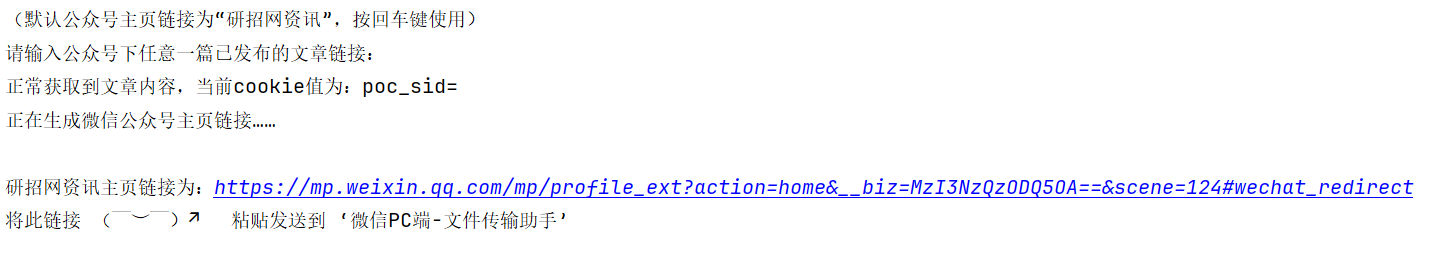 （默认公众号主页链接为“研招网资讯”，按回车键使用）
请输入公众号下任意一篇已发布的文章链接：
正常获取到文章内容，当前cookie值为：poc_sid=
正在生成微信公众号主页链接……
研招网资讯主页链接为：https://mp.weixin.qq.com/mp/profile_ext?action=home&__biz=MzI3NzQzODQ5OA==&scene=124#wechat_redirect
将此链接 （￣︶￣）↗  粘贴发送到 ‘微信PC端-文件传输助手’